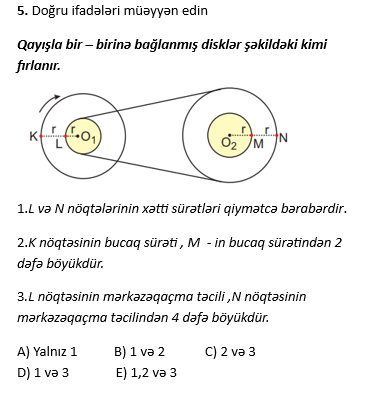 5. Doğru ifadələri müəyyən edin
Qayışla bir – birinə bağlanmış disklər şəkildəki kimi
fırlanır.
K r r O1
L
r r N
O2 M
1.L və N nöqtələrinin xətti sürətləri qiymətcə bərabərdir.
2.K nöqtəsinin bucaq sürəti , M - in bucaq sürətindən 2
dəfə böyükdür.
3.L nöqtəsinin mərkəzəqaçma təcili ,N nöqtəsinin
mərkəzəqaçma təcilindən 4 dəfə böyükdür.
A) Yalnız 1 B) 1 və 2 C) 2 və 3
D) 1 və 3 E) 1,2 və 3